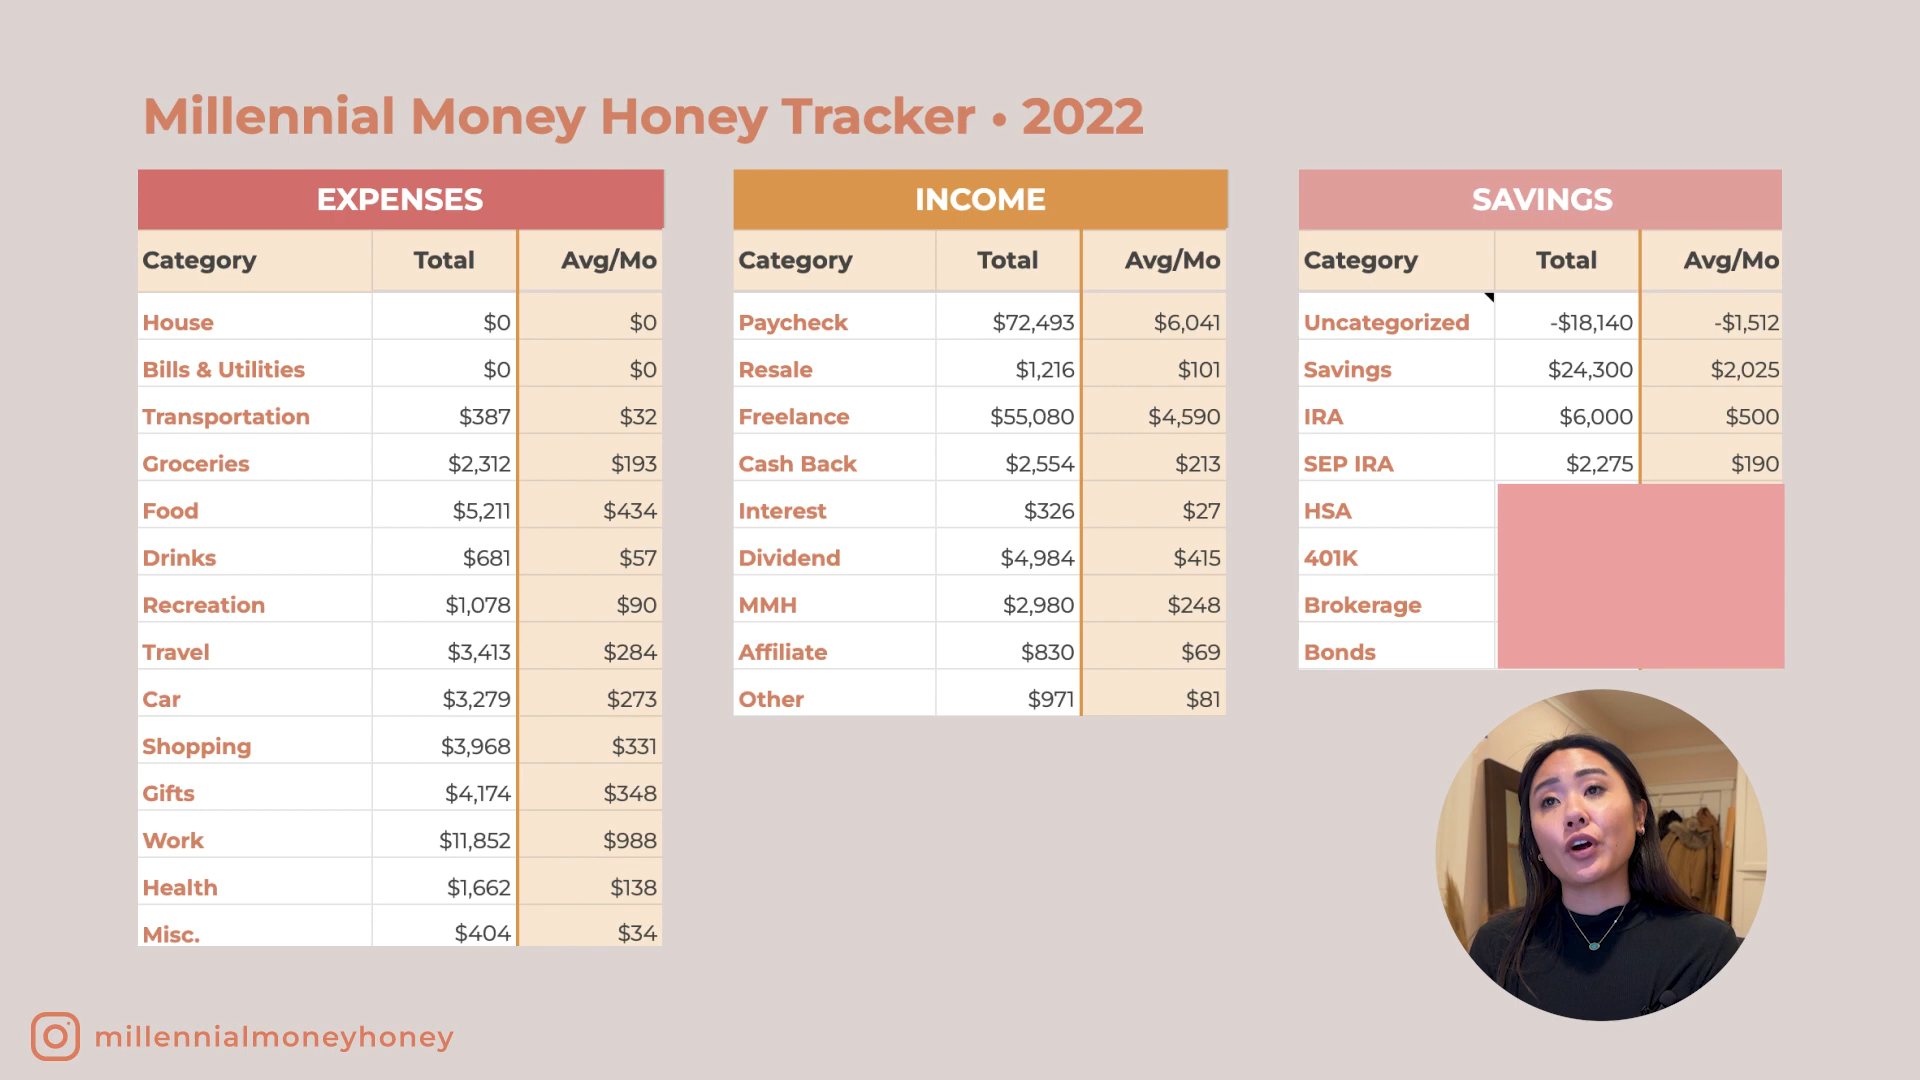 Millennial Money Honey Tracker • 2022
EXPENSES
Category Total Avg/Mo
House $0 $0
Bills & Utilities $0 $0
Transportation $387 $32
Groceries $2,312 $193
Food $5,211 $434
Drinks $681 $57
Recreation $1,078 $90
Travel $3,413 $284
Car $3,279 $273
Shopping $3,968 $331
Gifts $4,174 $348
Work $11,852 $988
Health $1,662 $138
Misc. $404 $34
INCOME
Category Total Avg/Mo
Paycheck $72,493 $6,041
Resale $1,216 $101
Freelance $55,080 $4,590
Cash Back $2,554 $213
Interest $326 $27
Dividend $4,984 $415
MMH $2,980 $248
Affiliate $830 $69
Other $971 $81
SAVINGS
Category Total Avg/Mo
Uncategorized -$18,140 -$1,512
Savings $24,300 $2,025
IRA $6,000 $500
SEP IRA $2,275 $190
HSA
401K
Brokerage
Bonds
millennialmoneyhoney